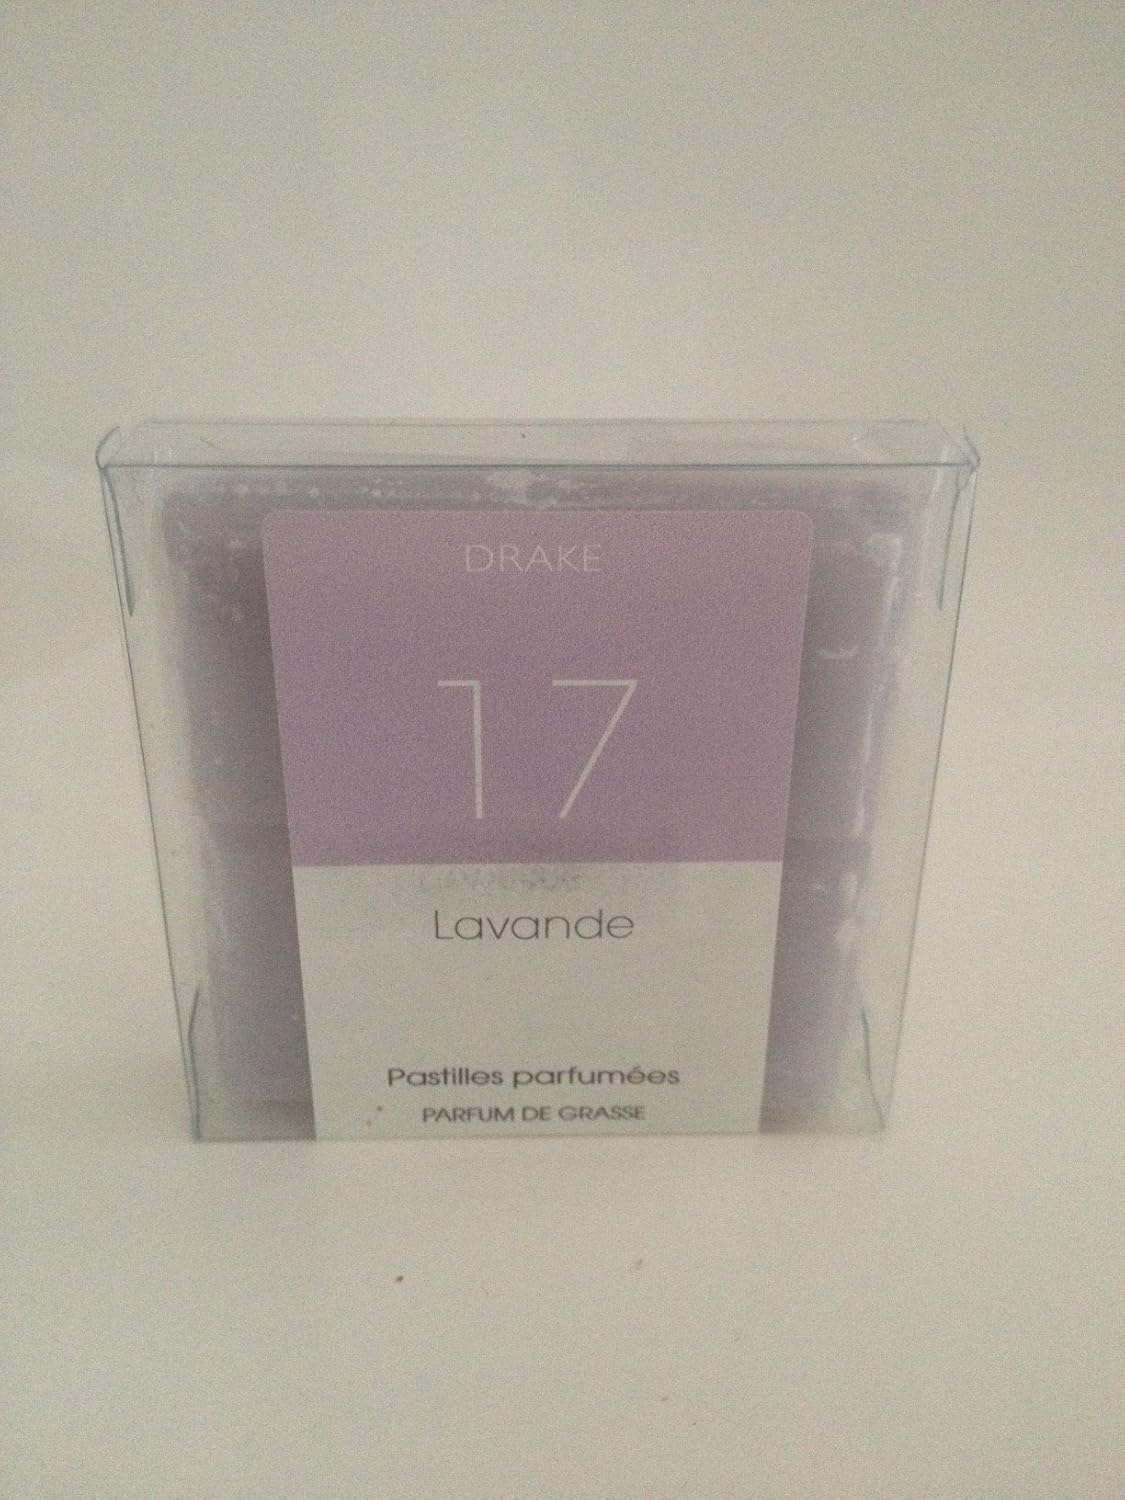 DRAKE
17
Lavande
Pastilles parfumées
PARFUM DE GRASSE